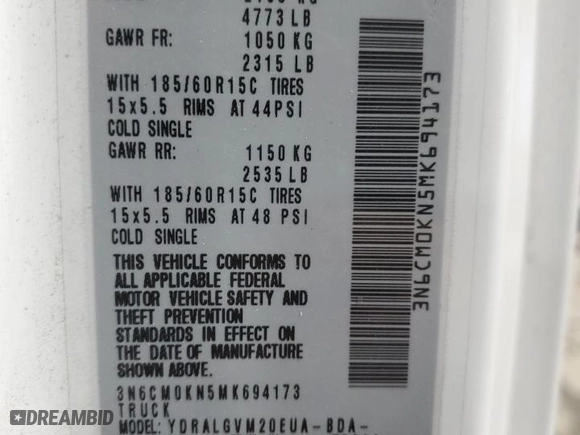 4773 LB
GAWR FR: 1050 KG
2315 LB
WITH 185/60R15C TIRES
15x5.5 RIMS AT 44PSI
COLD SINGLE
GAWR RR: 1150 KG
2535 LB
WITH 185/60R15C TIRES
15x5.5 RIMS AT 48 PSI
COLD SINGLE
THIS VEHICLE CONFORMS TO
ALL APPLICABLE FEDERAL
MOTOR VEHICLE SAFETY AND
THEFT PREVENTION
STANDARDS IN EFFECT ON
THE DATE OF MANUFACTURE
SHOWN ABOVE.
3N6CM0KN5MK694173
TRUCK
MODEL: YDRALGVM20EUA-BDA-
3N6CM0KN5MK694173
DREAMBID